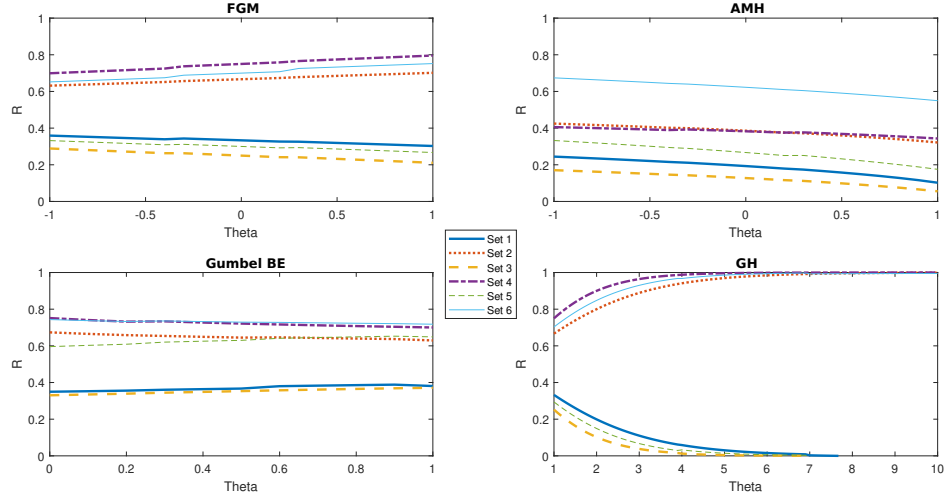 FGM
1
0.8
0.6
0.4
0.2
0
R
-1 -0.5 0 0.5 1
Theta
AMH
1
0.8
0.6
0.4
0.2
0
R
-1 -0.5 0 0.5 1
Theta
Set 1
Set 2
Set 3
Set 4
Set 5
Set 6
Gumbel BE
1
0.8
0.6
0.4
0.2
0
R
0 0.2 0.4 0.6 0.8 1
Theta
GH
1
0.8
0.6
0.4
0.2
0
R
1 2 3 4 5 6 7 8 9 10
Theta